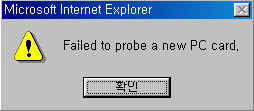 Microsoft Internet Explorer
Failed to probe a new PC card.
확인